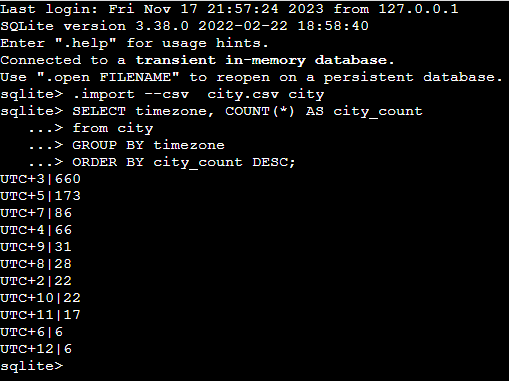 Last login: Fri Nov 17 21:57:24 2023 from 127.0.0.1
SQLite version 3.38.0 2022-02-22 18:58:40
Enter ".help" for usage hints.
Connected to a transient in-memory database.
Use ".open FILENAME" to reopen on a persistent database.
sqlite> .import --csv  city.csv city
sqlite> SELECT timezone, COUNT(*) AS city_count
   ...> from city
   ...> GROUP BY timezone
   ...> ORDER BY city_count DESC;
UTC+3|660
UTC+5|173
UTC+7|86
UTC+4|66
UTC+9|31
UTC+8|28
UTC+2|22
UTC+10|22
UTC+11|17
UTC+6|6
UTC+12|6
sqlite>